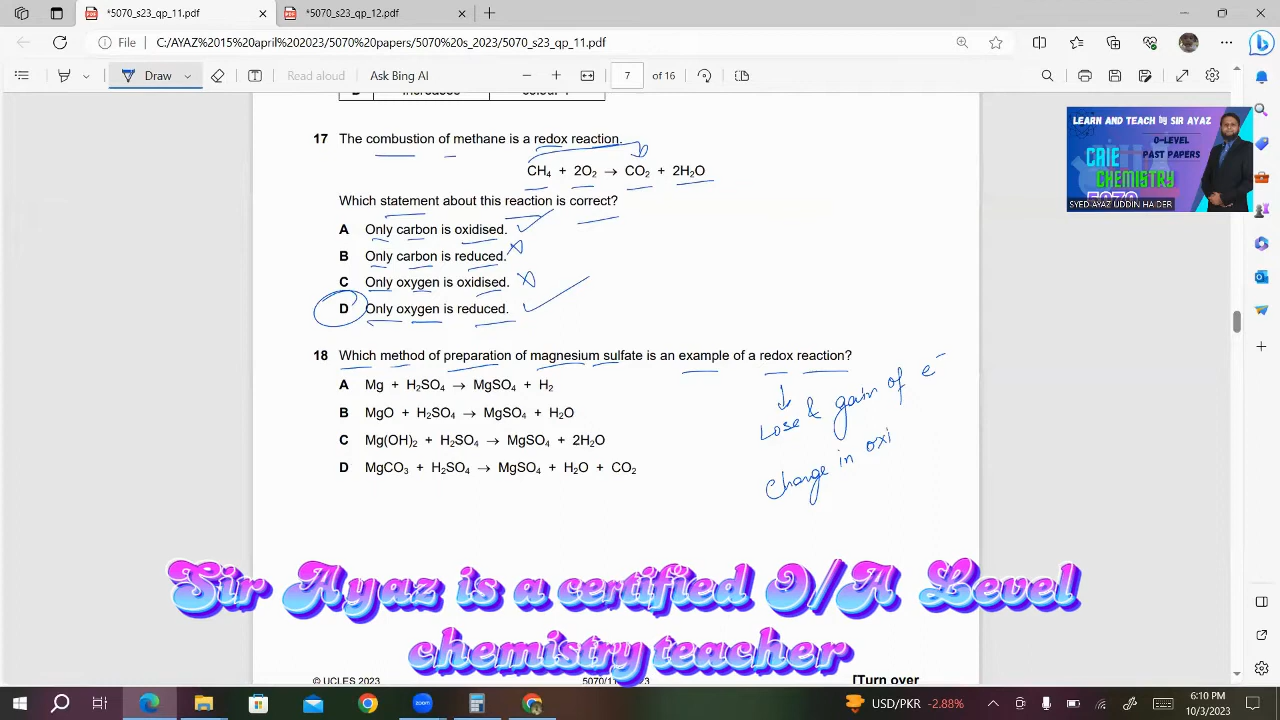 *5070_s23_qp_11.pdf
*5070_s23_qp_12.pdf
File
C:/AYAZ%2015%20april%202023/5070%20papers/5070%20s_2023/5070_s23_qp_11.pdf
Draw
Read aloud
Ask Bing AI
7 of 16
LEARN AND TEACH by SIR AYAZ
O-LEVEL
PAST PAPERS
CAIE
CHEMISTRY
5070
SYED AYAZ UDDIN HAIDER
17 The combustion of methane is a redox reaction.
CH₄ + 2O₂ → CO₂ + 2H₂O
Which statement about this reaction is correct?
A Only carbon is oxidised.
B Only carbon is reduced.
C Only oxygen is oxidised.
D Only oxygen is reduced.
18 Which method of preparation of magnesium sulfate is an example of a redox reaction?
A Mg + H₂SO₄ → MgSO₄ + H₂
B MgO + H₂SO₄ → MgSO₄ + H₂O
C Mg(OH)₂ + H₂SO₄ → MgSO₄ + 2H₂O
D MgCO₃ + H₂SO₄ → MgSO₄ + H₂O + CO₂
Lose & gain of e⁻
change in oxi
Sir Ayaz is a certified O/A Level
chemistry teacher
© UCLES 2023
[Turn over
USD/PKR -2.88%
6:10 PM
10/3/2023